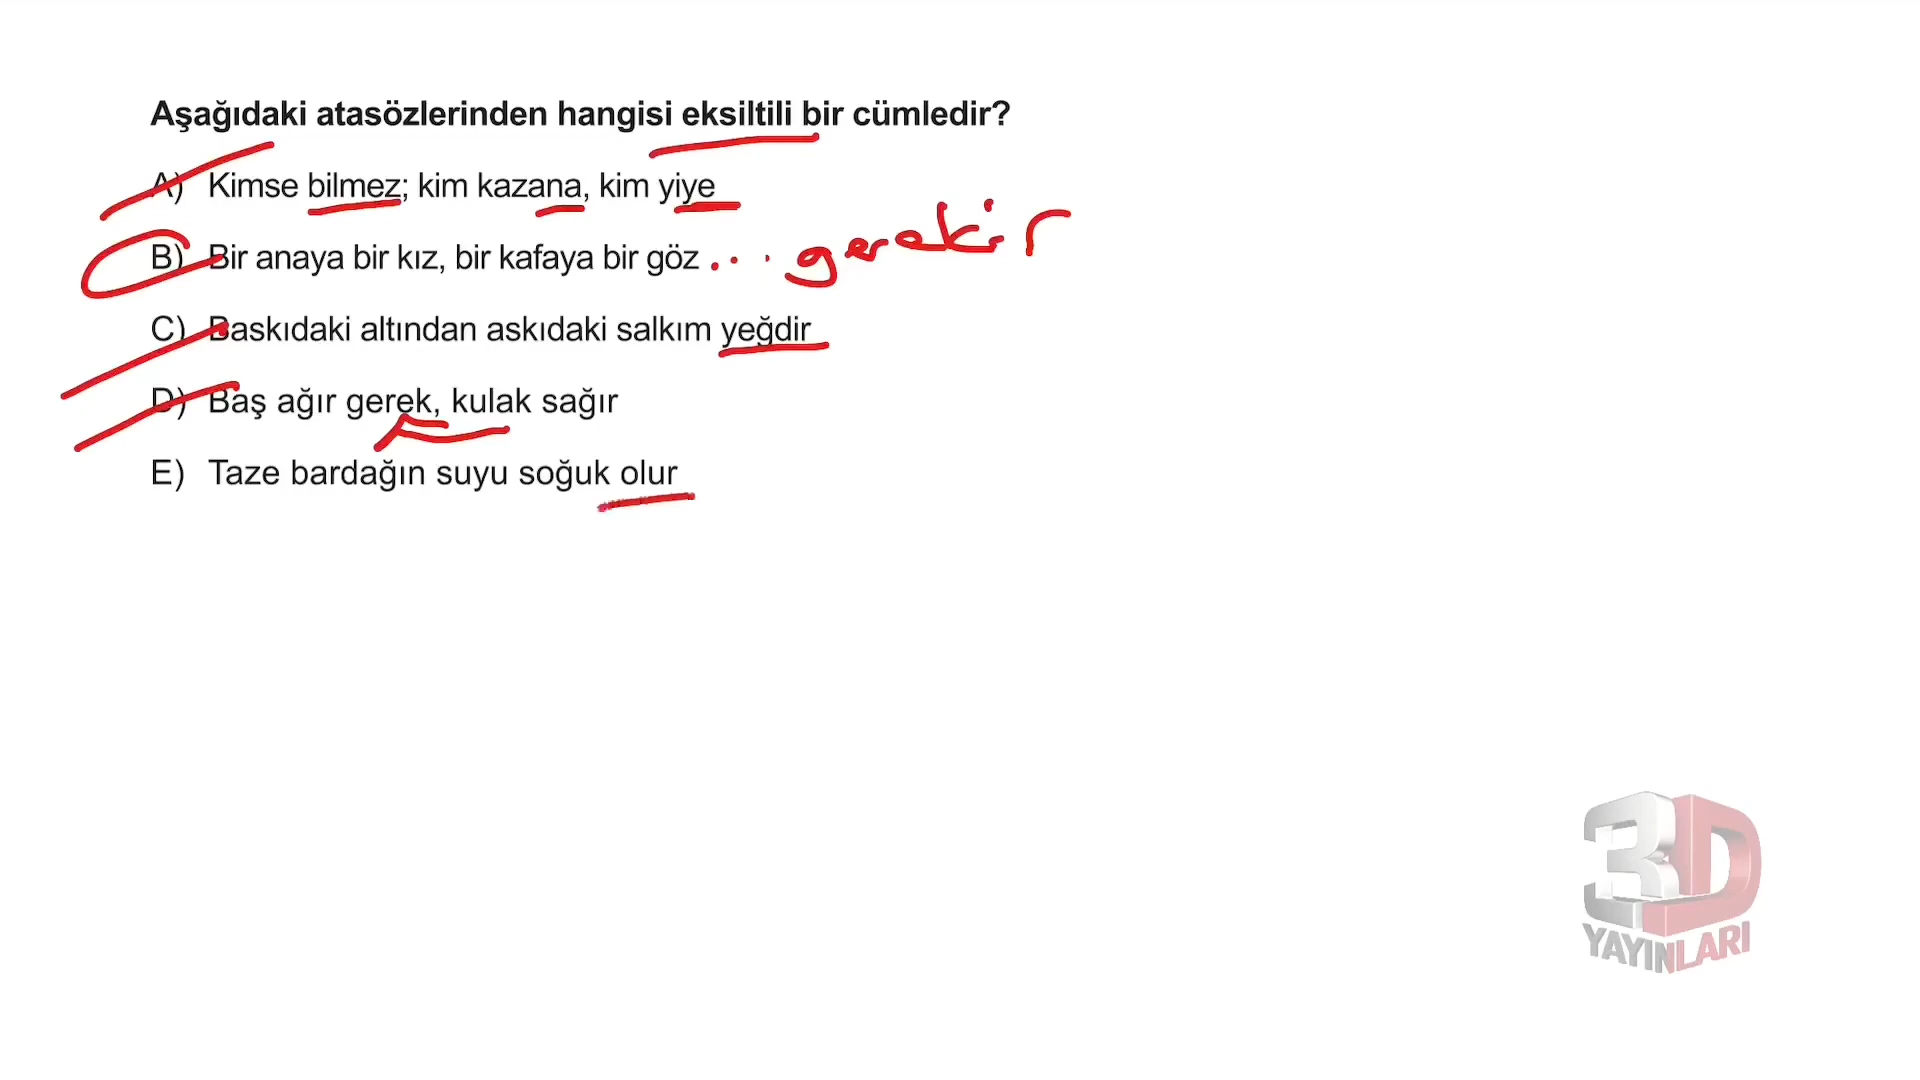 Aşağıdaki atasözlerinden hangisi eksiltili bir cümledir?
A) Kimse bilmez; kim kazana, kim yiye
B) Bir anaya bir kız, bir kafaya bir göz ... gerekir
C) Baskıdaki altından askıdaki salkım yeğdir
D) Baş ağır gerek, kulak sağır
E) Taze bardağın suyu soğuk olur
3D
YAYINLARI